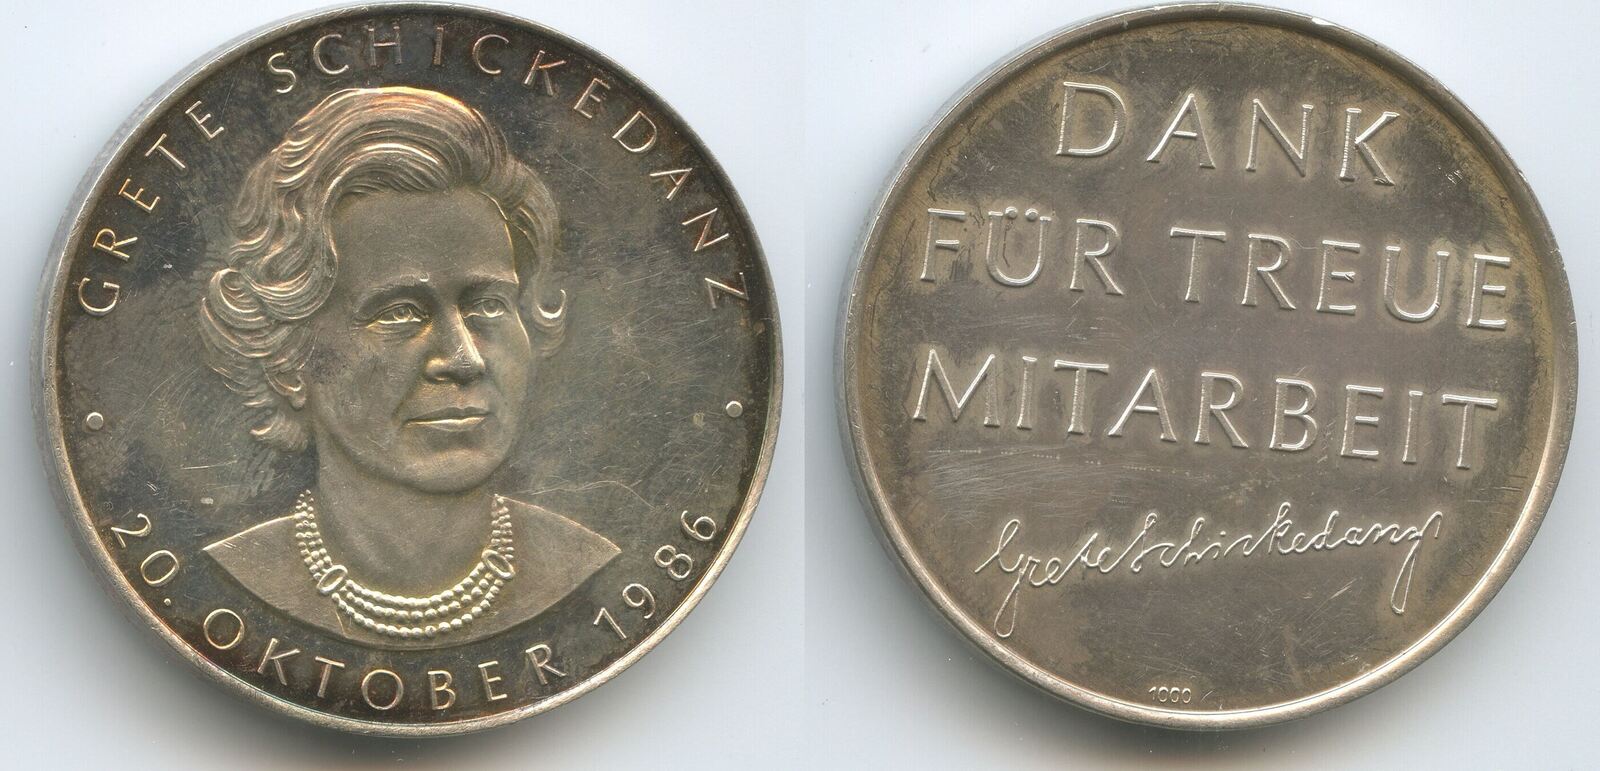 GRETE SCHICKEDANZ
20. OKTOBER 1986
DANK
FÜR TREUE
MITARBEIT
Grete Schickedanz
1000